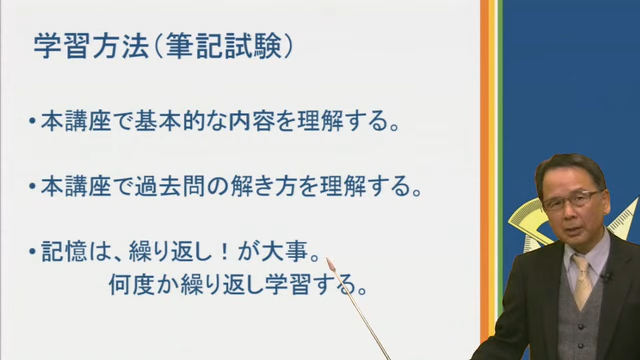 学習方法（筆記試験）
・本講座で基本的な内容を理解する。
・本講座で過去問の解き方を理解する。
・記憶は、繰り返し！が大事。
何度か繰り返し学習する。